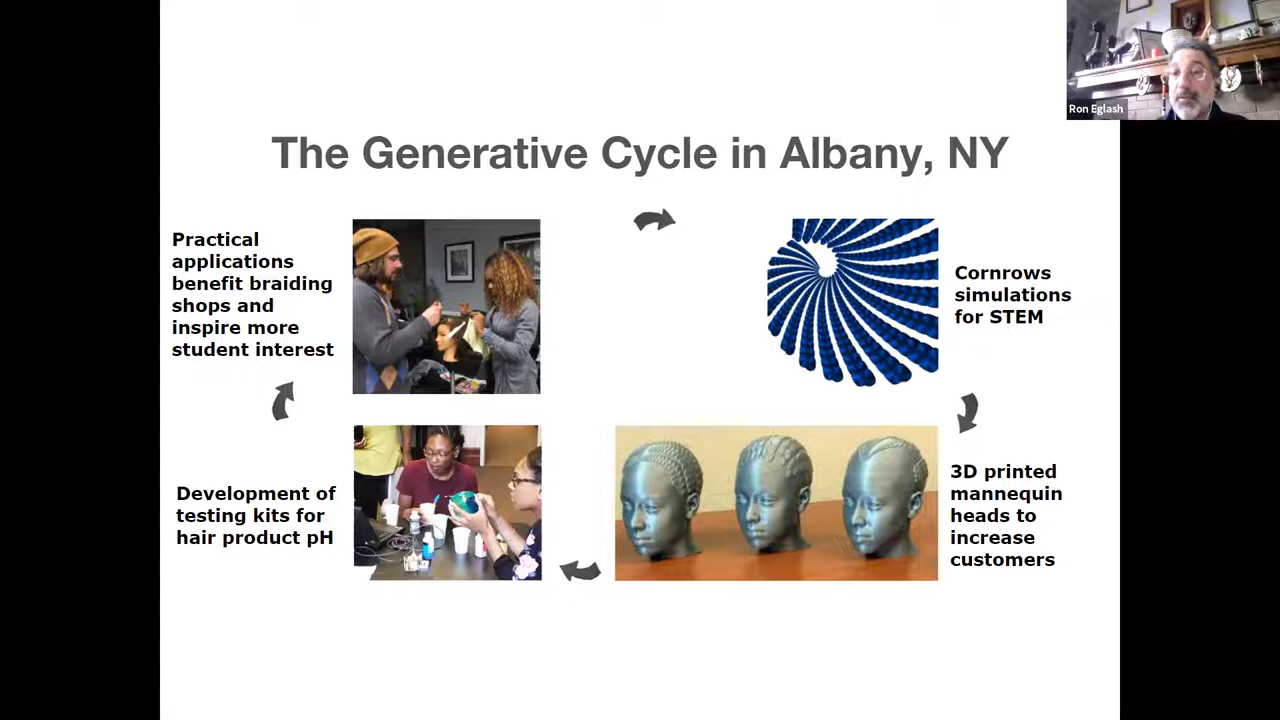 Ron Eglash
The Generative Cycle in Albany, NY
Practical
applications
benefit braiding
shops and
inspire more
student interest
Cornrows
simulations
for STEM
Development of
testing kits for
hair product pH
3D printed
mannequin
heads to
increase
customers